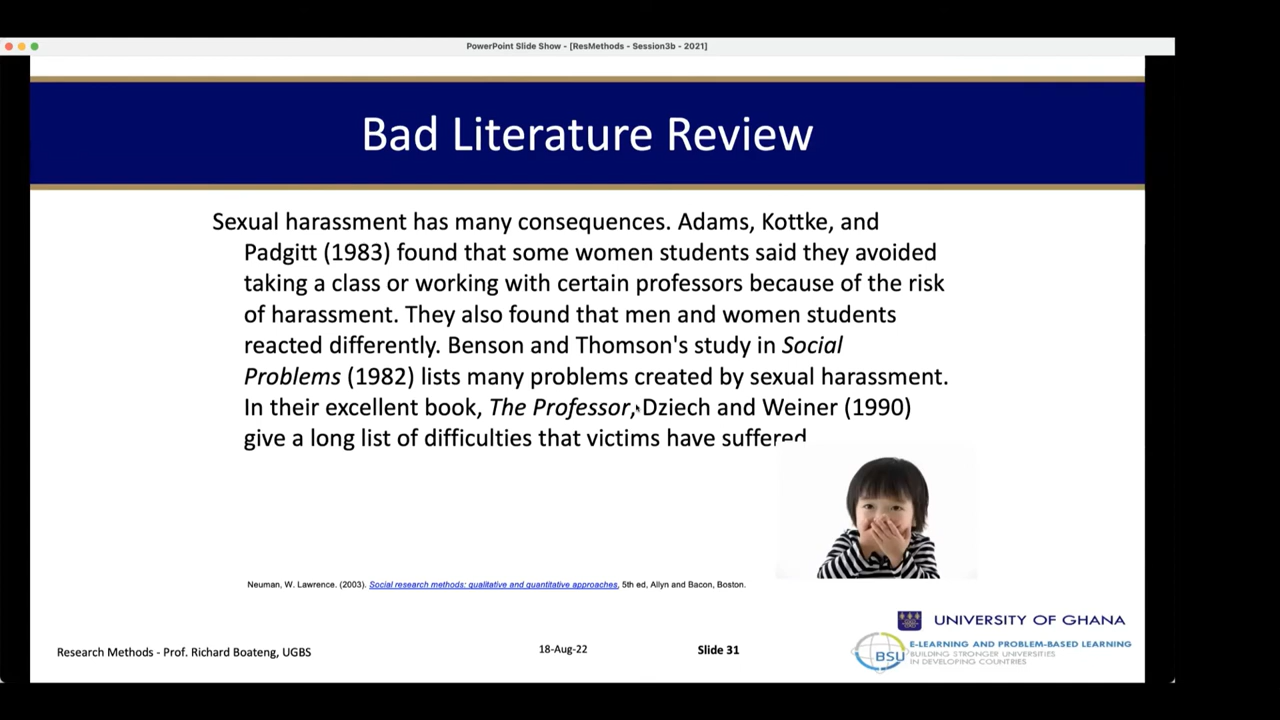 PowerPoint Slide Show - [ResMethods - Session3b - 2021]
Bad Literature Review
Sexual harassment has many consequences. Adams, Kottke, and
Padgitt (1983) found that some women students said they avoided
taking a class or working with certain professors because of the risk
of harassment. They also found that men and women students
reacted differently. Benson and Thomson's study in Social
Problems (1982) lists many problems created by sexual harassment.
In their excellent book, The Professor, Dziech and Weiner (1990)
give a long list of difficulties that victims have suffered
Neuman, W. Lawrence. (2003). Social research methods: qualitative and quantitative approaches, 5th ed, Allyn and Bacon, Boston.
UNIVERSITY OF GHANA
Research Methods - Prof. Richard Boateng, UGBS
18-Aug-22
Slide 31
BSU
E-LEARNING AND PROBLEM-BASED LEARNING
BUILDING STRONGER UNIVERSITIES
IN DEVELOPING COUNTRIES